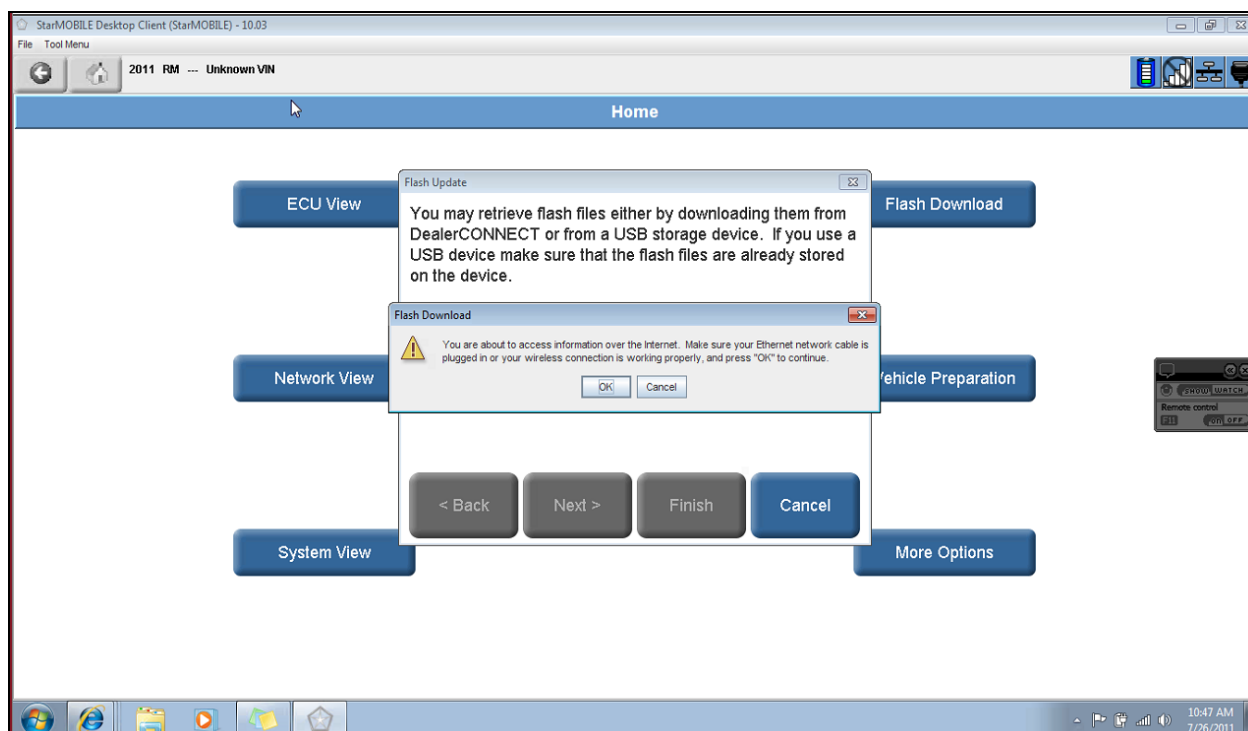 StarMOBILE Desktop Client (StarMOBILE) - 10.03
File Tool Menu
2011 RM --- Unknown VIN
Home
ECU View
Flash Download
Flash Update
You may retrieve flash files either by downloading them from
DealerCONNECT or from a USB storage device. If you use a
USB device make sure that the flash files are already stored
on the device.
Flash Download
You are about to access information over the Internet. Make sure your Ethernet network cable is
plugged in or your wireless connection is working properly, and press "OK" to continue.
OK Cancel
Network View
ehicle Preparation
SHOW WATCH
Remote control
F11 on OFF
< Back Next > Finish Cancel
System View
More Options
10:47 AM
7/26/2011